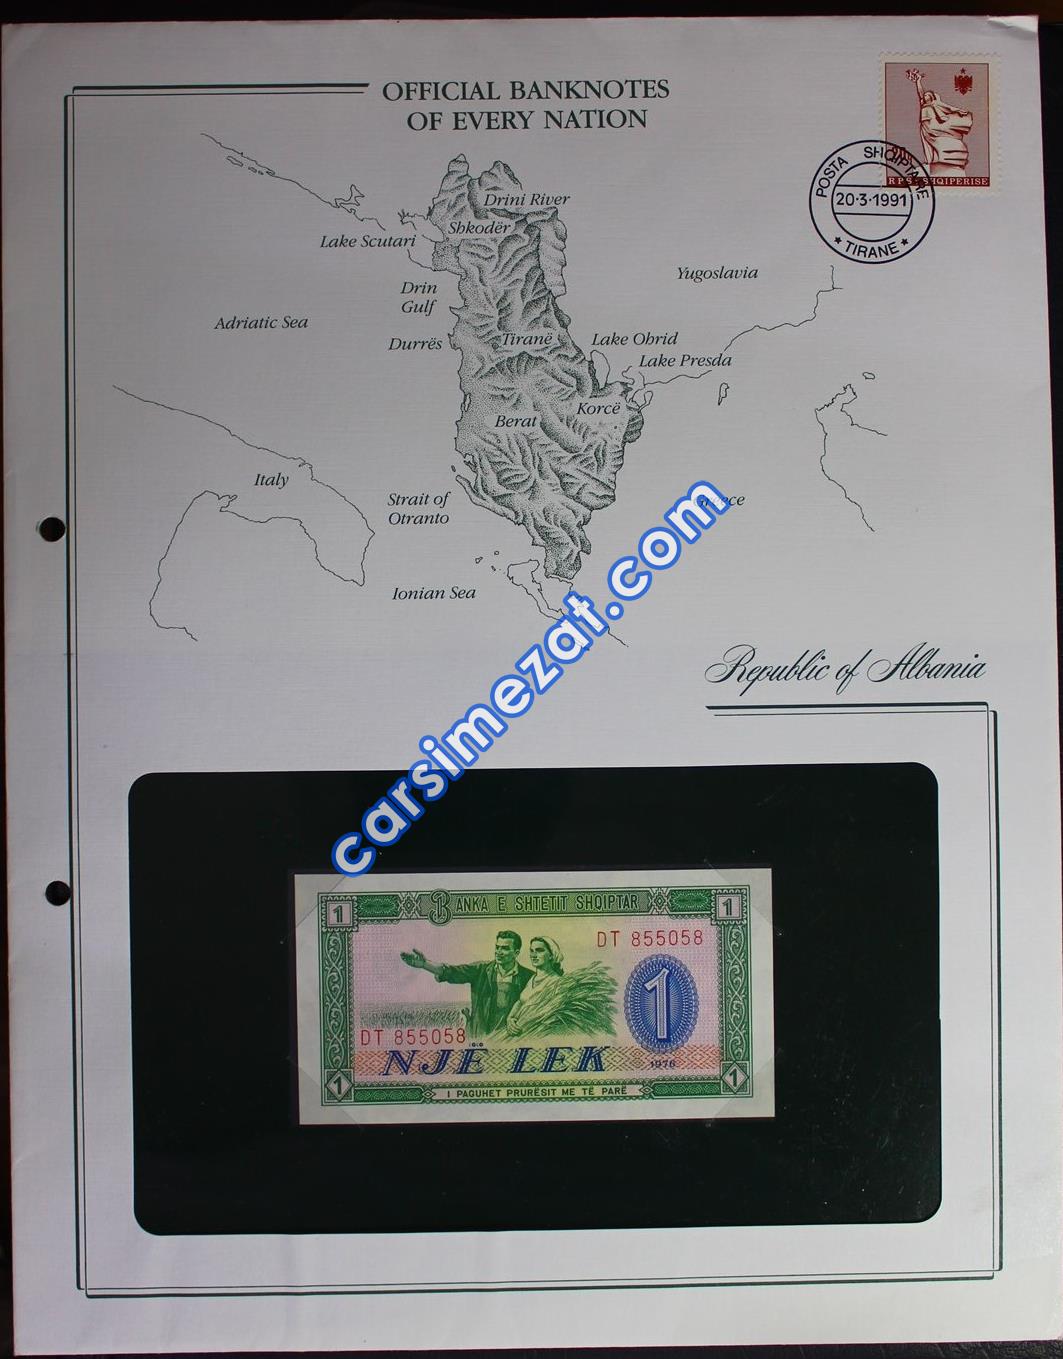 OFFICIAL BANKNOTES
OF EVERY NATION
R P S E SHQIPERISE
POSTA SHQIPTARE
20·3·1991
★ TIRANE ★
Drini River
Shkodër
Lake Scutari
Yugoslavia
Drin
Gulf
Adriatic Sea
Durrës
Tiranë
Lake Ohrid
Lake Presda
Korcë
Berat
Italy
Strait of
Otranto
Greece
Ionian Sea
carsimezat.com
Republic of Albania
1
BANKA E SHTETIT SHQIPTAR
1
DT 855058
1
DT 855058
NJE LEK
1976
1
I PAGUHET PRURËSIT ME TË PARË
1